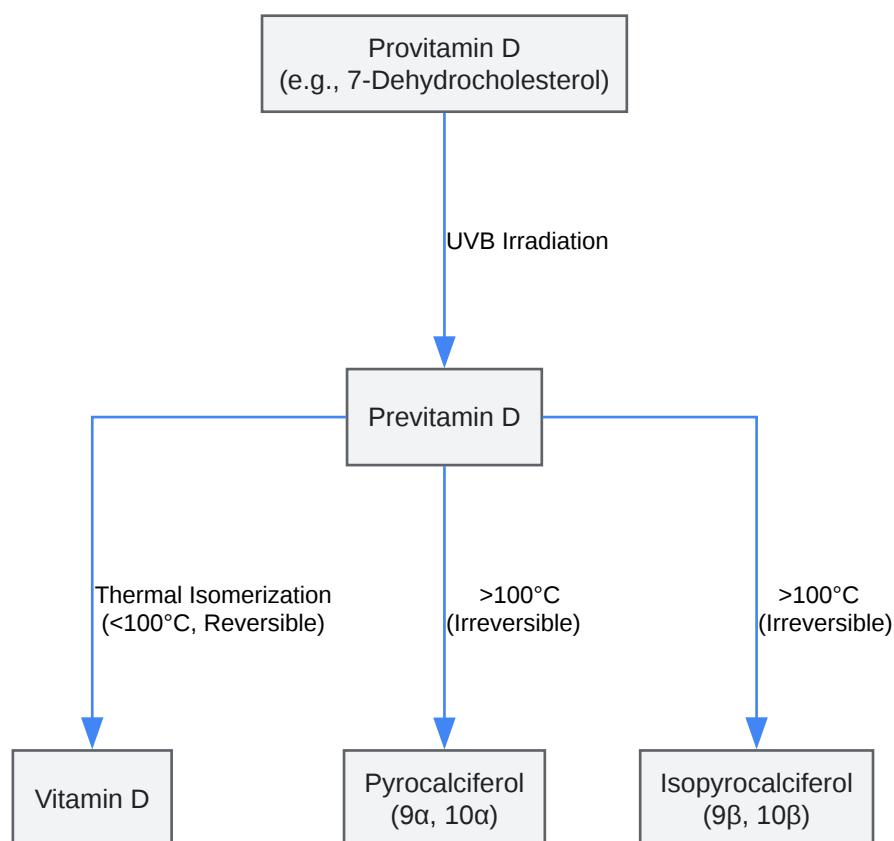 Provitamin D
(e.g., 7-Dehydrocholesterol)
UVB Irradiation
Previtamin D
Thermal Isomerization
(<100°C, Reversible)
>100°C
(Irreversible)
>100°C
(Irreversible)
Vitamin D
Pyrocalciferol
(9α, 10α)
Isopyrocalciferol
(9β, 10β)